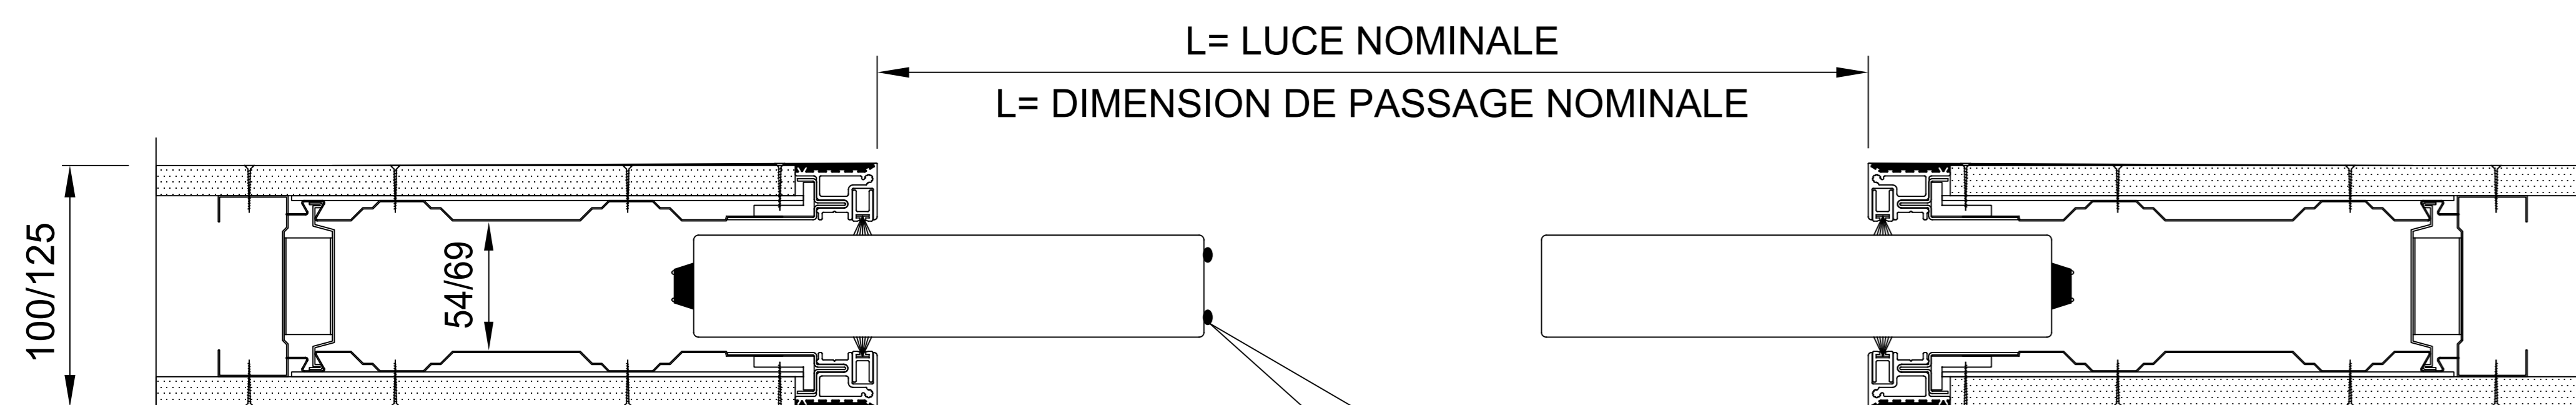 L= LUCE NOMINALE
L= DIMENSION DE PASSAGE NOMINALE
100/125
54/69